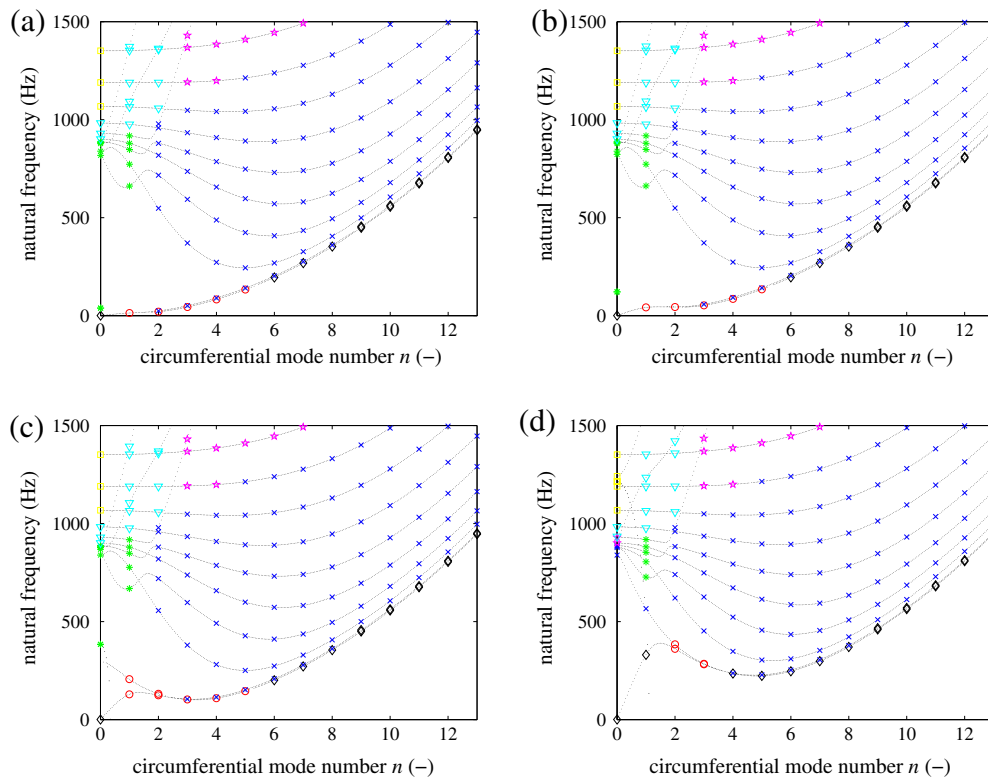 (a)
1500
1000
500
0
natural frequency (Hz)
0 2 4 6 8 10 12
circumferential mode number n (−)
(b)
1500
1000
500
0
natural frequency (Hz)
0 2 4 6 8 10 12
circumferential mode number n (−)
(c)
1500
1000
500
0
natural frequency (Hz)
0 2 4 6 8 10 12
circumferential mode number n (−)
(d)
1500
1000
500
0
natural frequency (Hz)
0 2 4 6 8 10 12
circumferential mode number n (−)